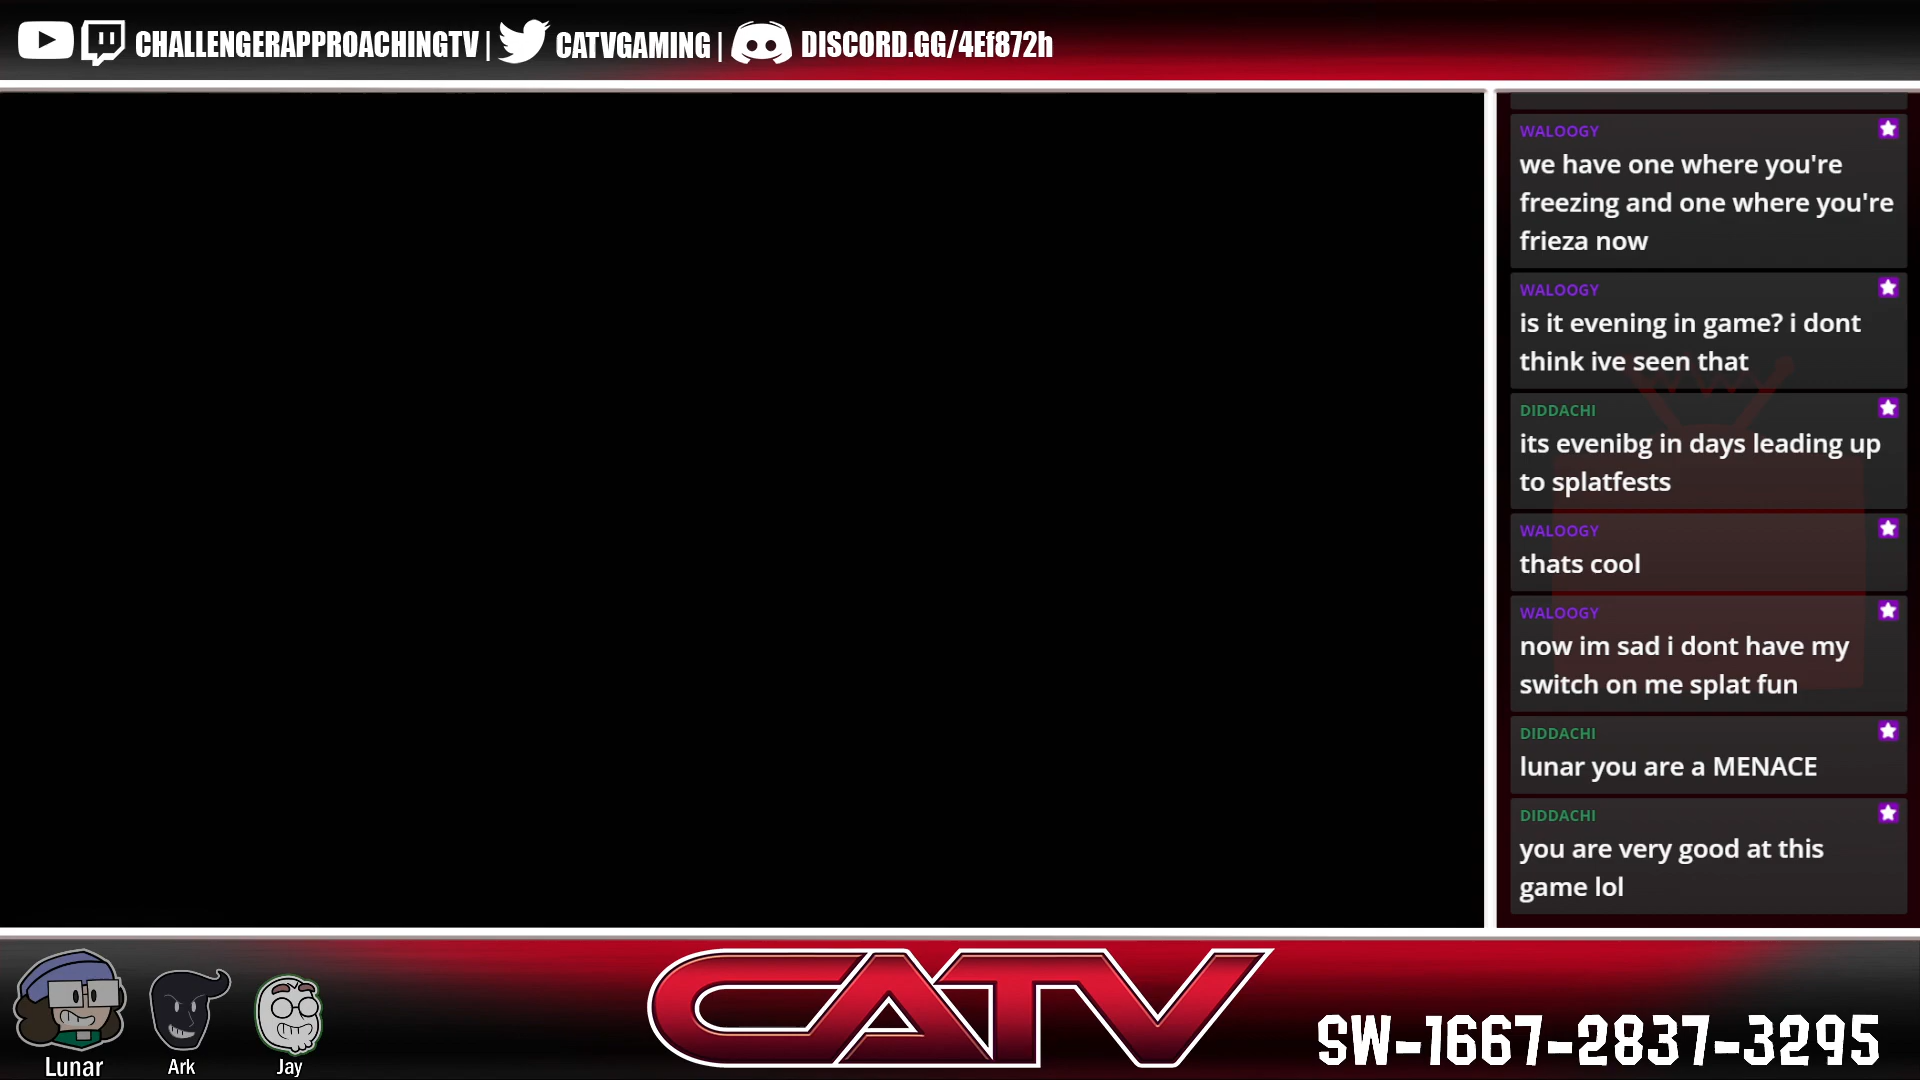 CHALLENGERAPPROACHINGTV | CATVGAMING | DISCORD.GG/4Ef872h
WALOOGY
we have one where you're
freezing and one where you're
frieza now
WALOOGY
is it evening in game? i dont
think ive seen that
DIDDACHI
its evenibg in days leading up
to splatfests
WALOOGY
thats cool
WALOOGY
now im sad i dont have my
switch on me splat fun
DIDDACHI
lunar you are a MENACE
DIDDACHI
you are very good at this
game lol
Lunar
Ark
Jay
CATV
SW-1667-2837-3295